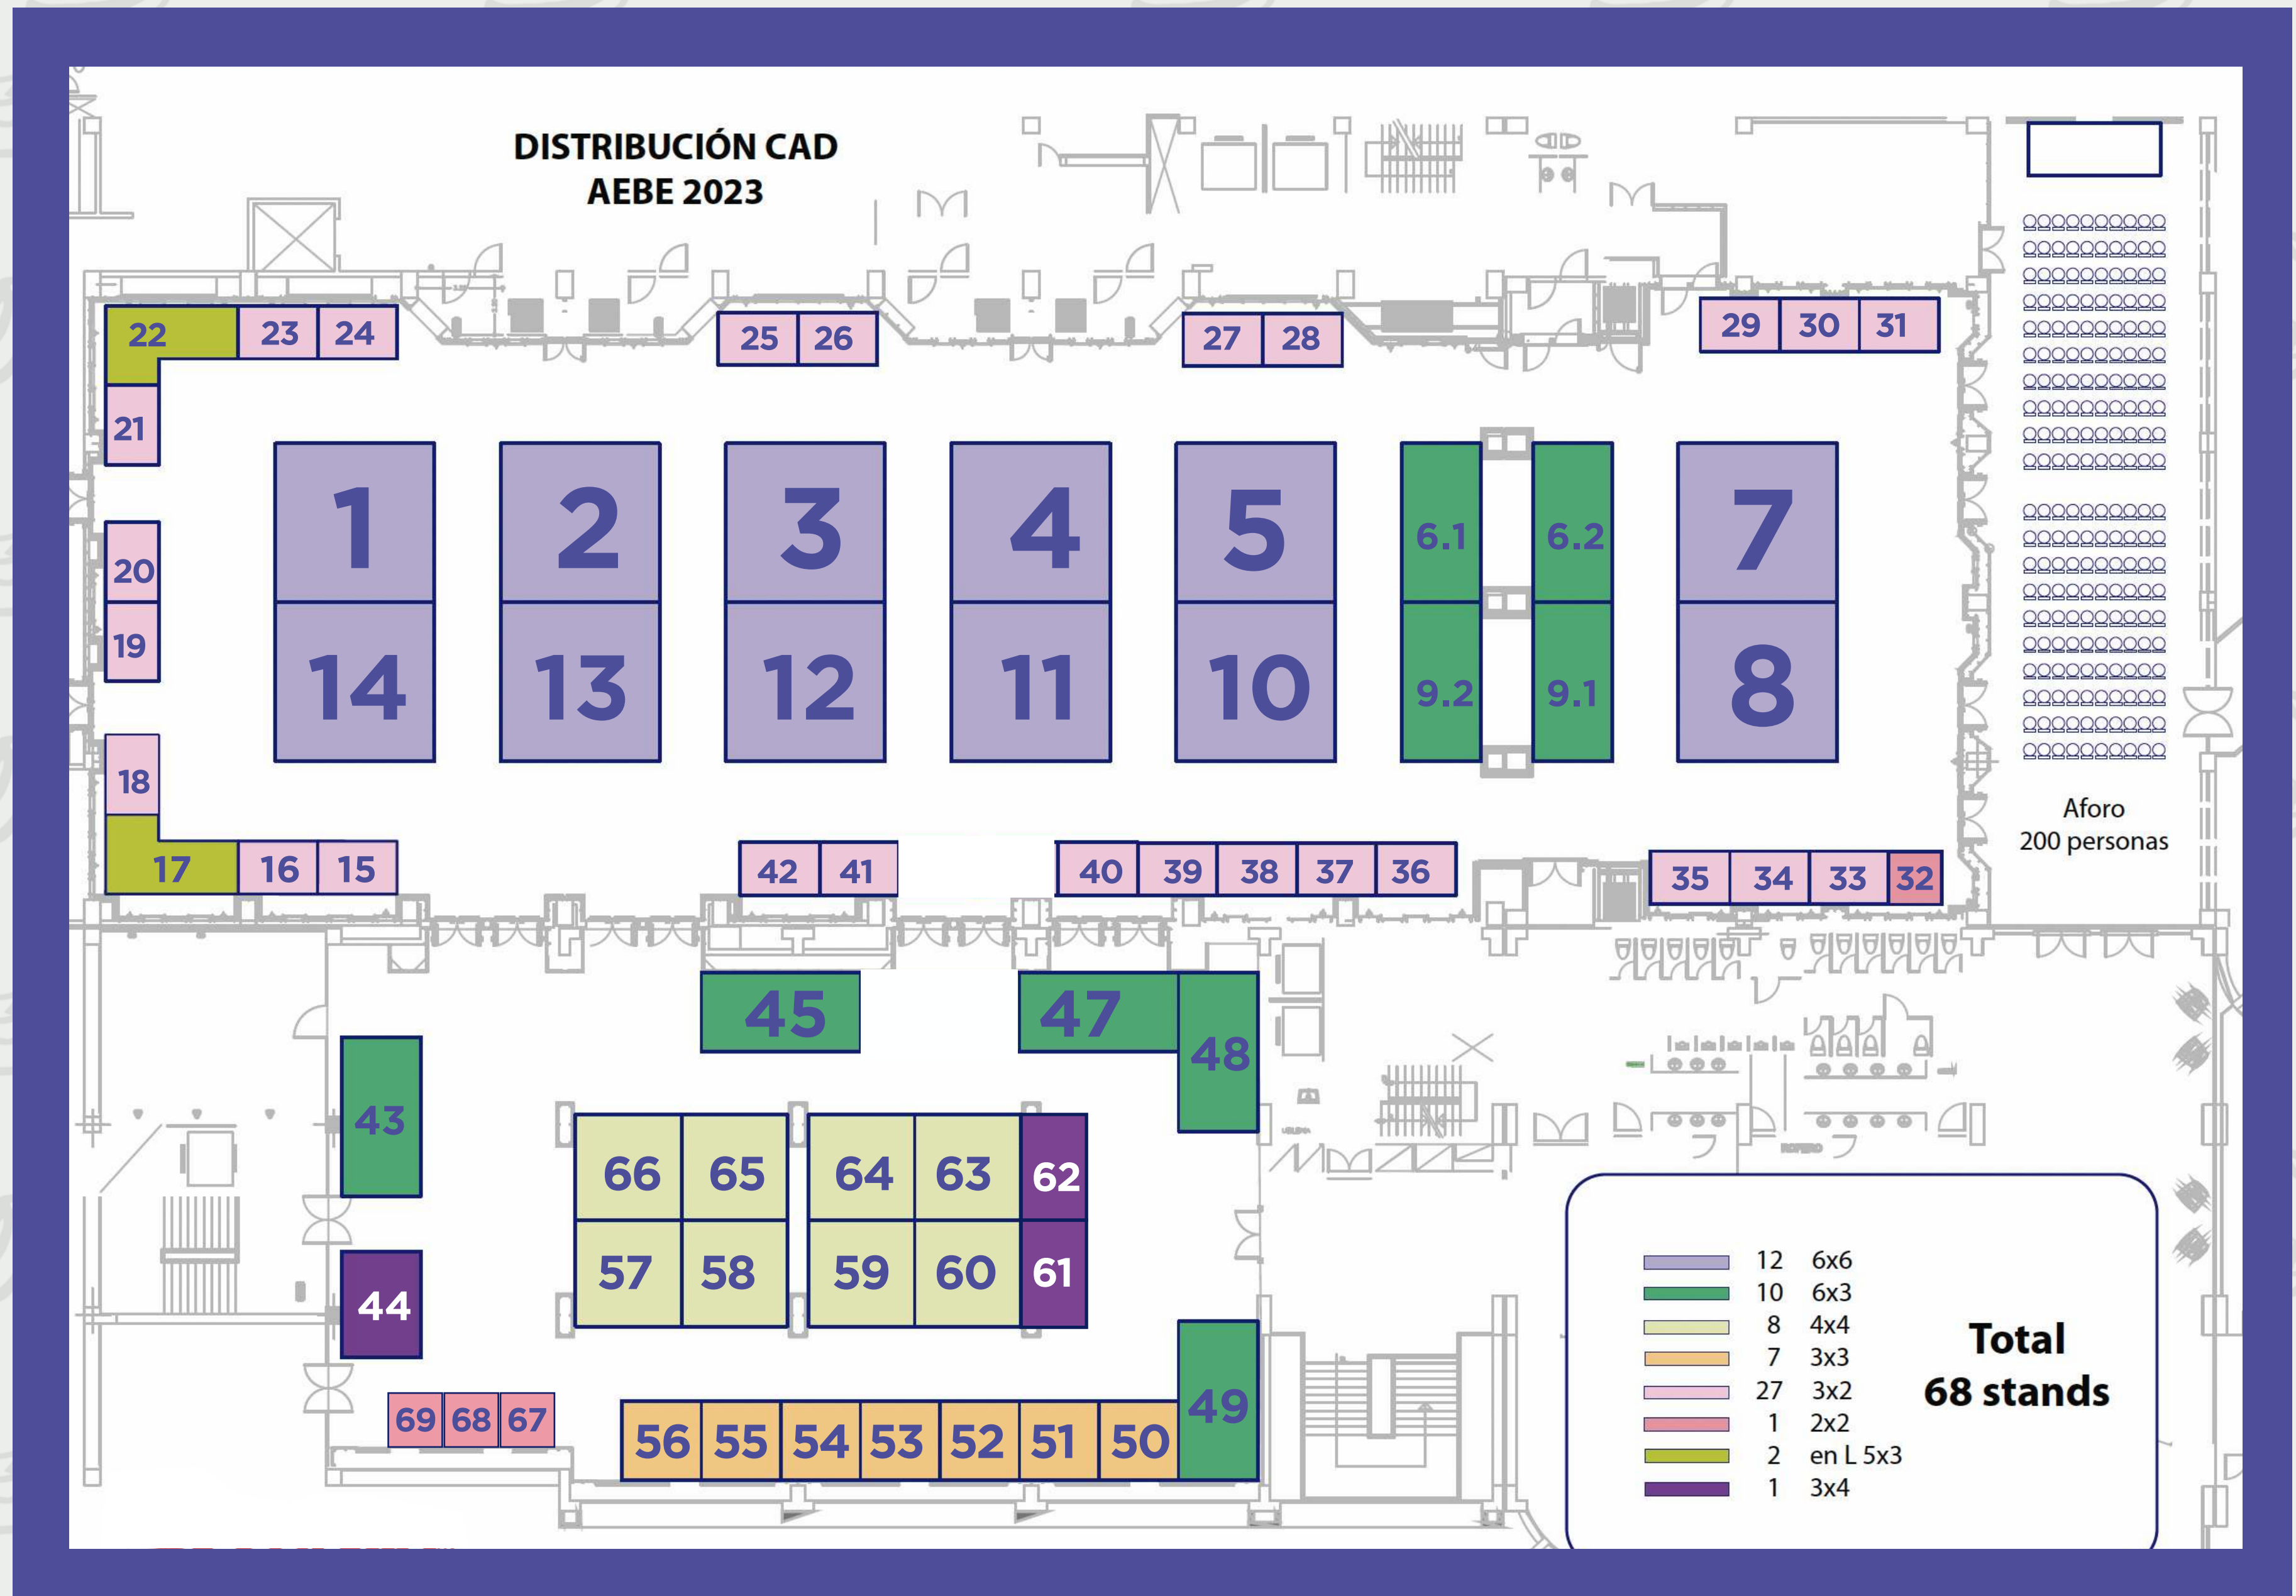 DISTRIBUCIÓN CAD
AEBE 2023
22 23 24
25 26
27 28
29 30 31
21
1 2 3 4 5 6.1 6.2 7
20
19
14 13 12 11 10 9.2 9.1 8
18
17 16 15
42 41
40 39 38 37 36
35 34 33 32
Aforo
200 personas
45 47
48
43
66 65 64 63 62
57 58 59 60 61
44
69 68 67
56 55 54 53 52 51 50
49
ROPERO
12 6x6
10 6x3
8 4x4
7 3x3
27 3x2
1 2x2
2 en L 5x3
1 3x4
Total
68 stands